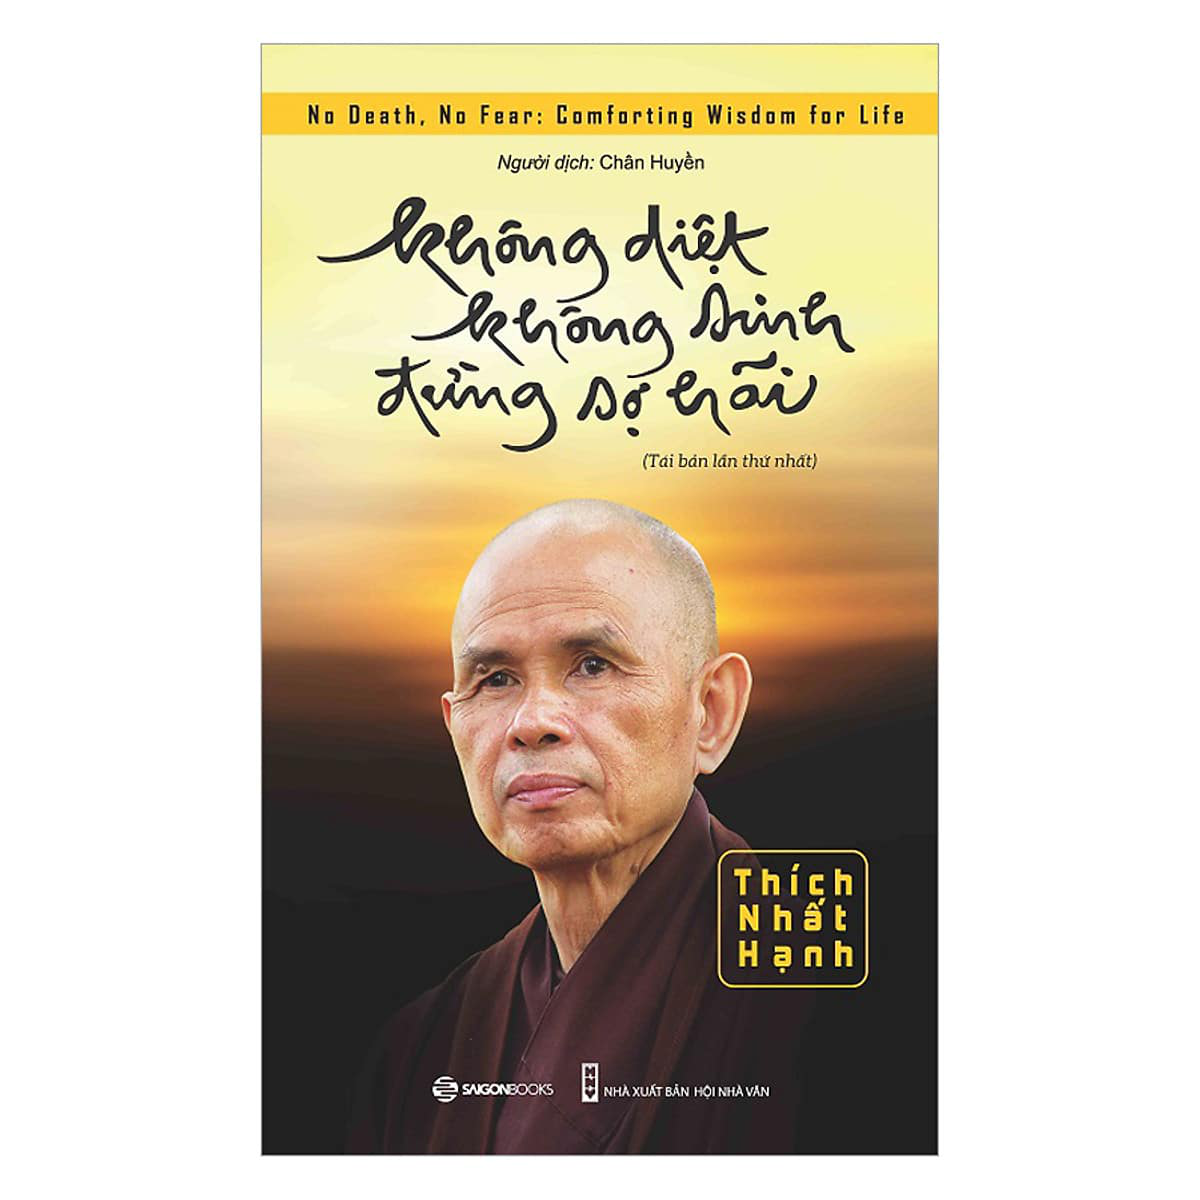 No Death, No Fear: Comforting Wisdom for Life
Người dịch: Chân Huyền
không diệt
không sinh
đừng sợ hãi
(Tái bản lần thứ nhất)
Thích
Nhất
Hạnh
SAIGONBOOKS
NHÀ XUẤT BẢN HỘI NHÀ VĂN